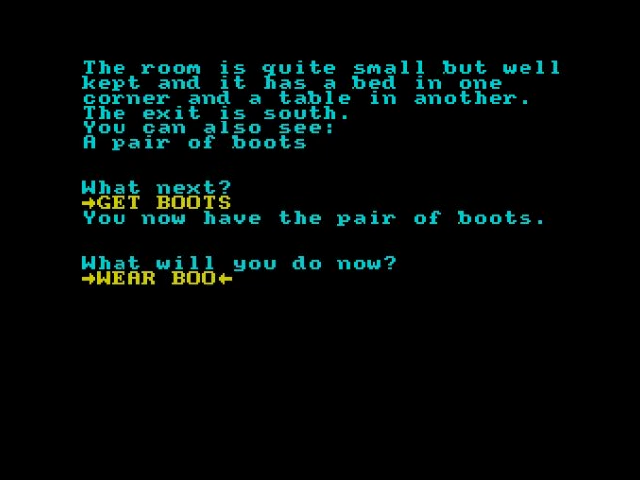 The room is quite small but well
kept and it has a bed in one
corner and a table in another.
The exit is south.
You can also see:
A pair of boots
What next?
→GET BOOTS
You now have the pair of boots.
What will you do now?
→WEAR BOO←